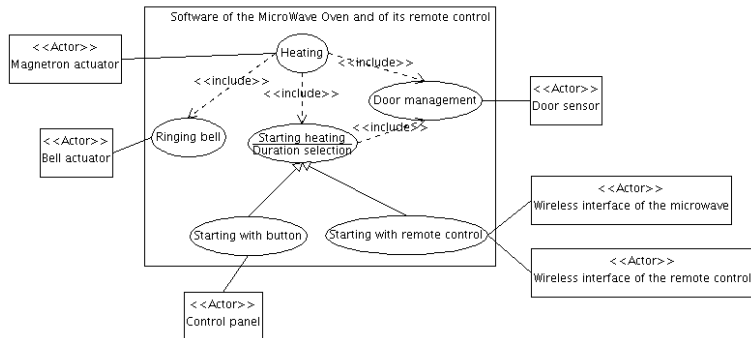 Software of the MicroWave Oven and of its remote control
<<Actor>>
Magnetron actuator
Heating
<<include>>
<<include>>
<<include>>
<<Actor>>
Door sensor
Door management
<<include>>
<<Actor>>
Bell actuator
Ringing bell
Starting heating
Duration selection
<<Actor>>
Wireless interface of the microwave
Starting with button
Starting with remote control
<<Actor>>
Wireless interface of the remote control
<<Actor>>
Control panel